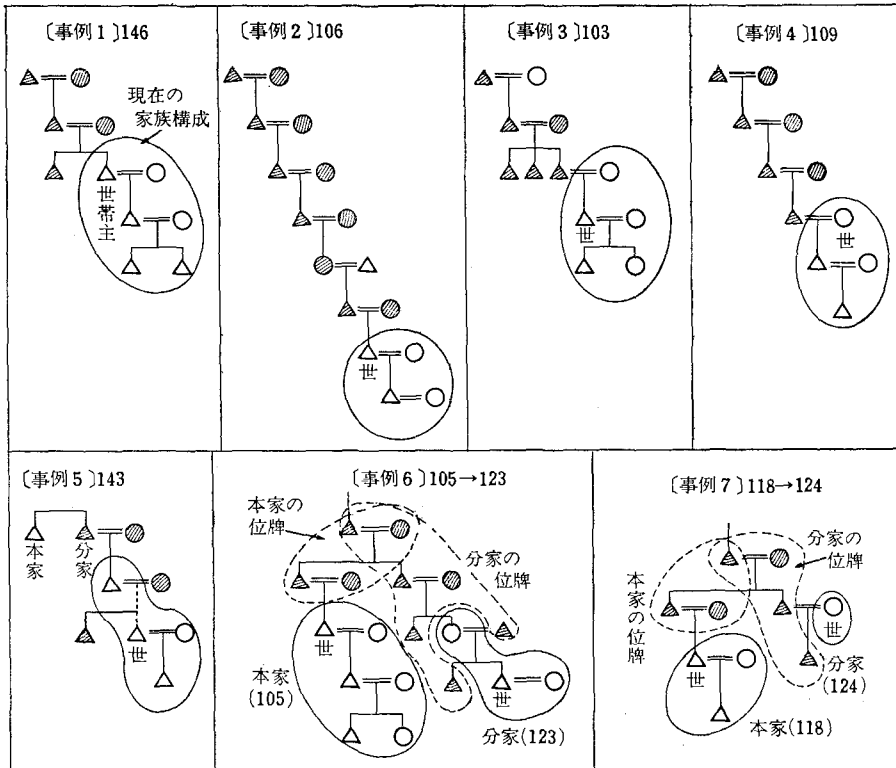 〔事例1〕146
現在の
家族構成
世帯主
〔事例2〕106
世
〔事例3〕103
世
〔事例4〕109
世
〔事例5〕143
本家
分家
世
〔事例6〕105→123
本家の
位牌
分家の
位牌
世
本家
(105)
世
分家(123)
〔事例7〕118→124
分家の
位牌
本家の位牌
世
世
分家
(124)
本家(118)